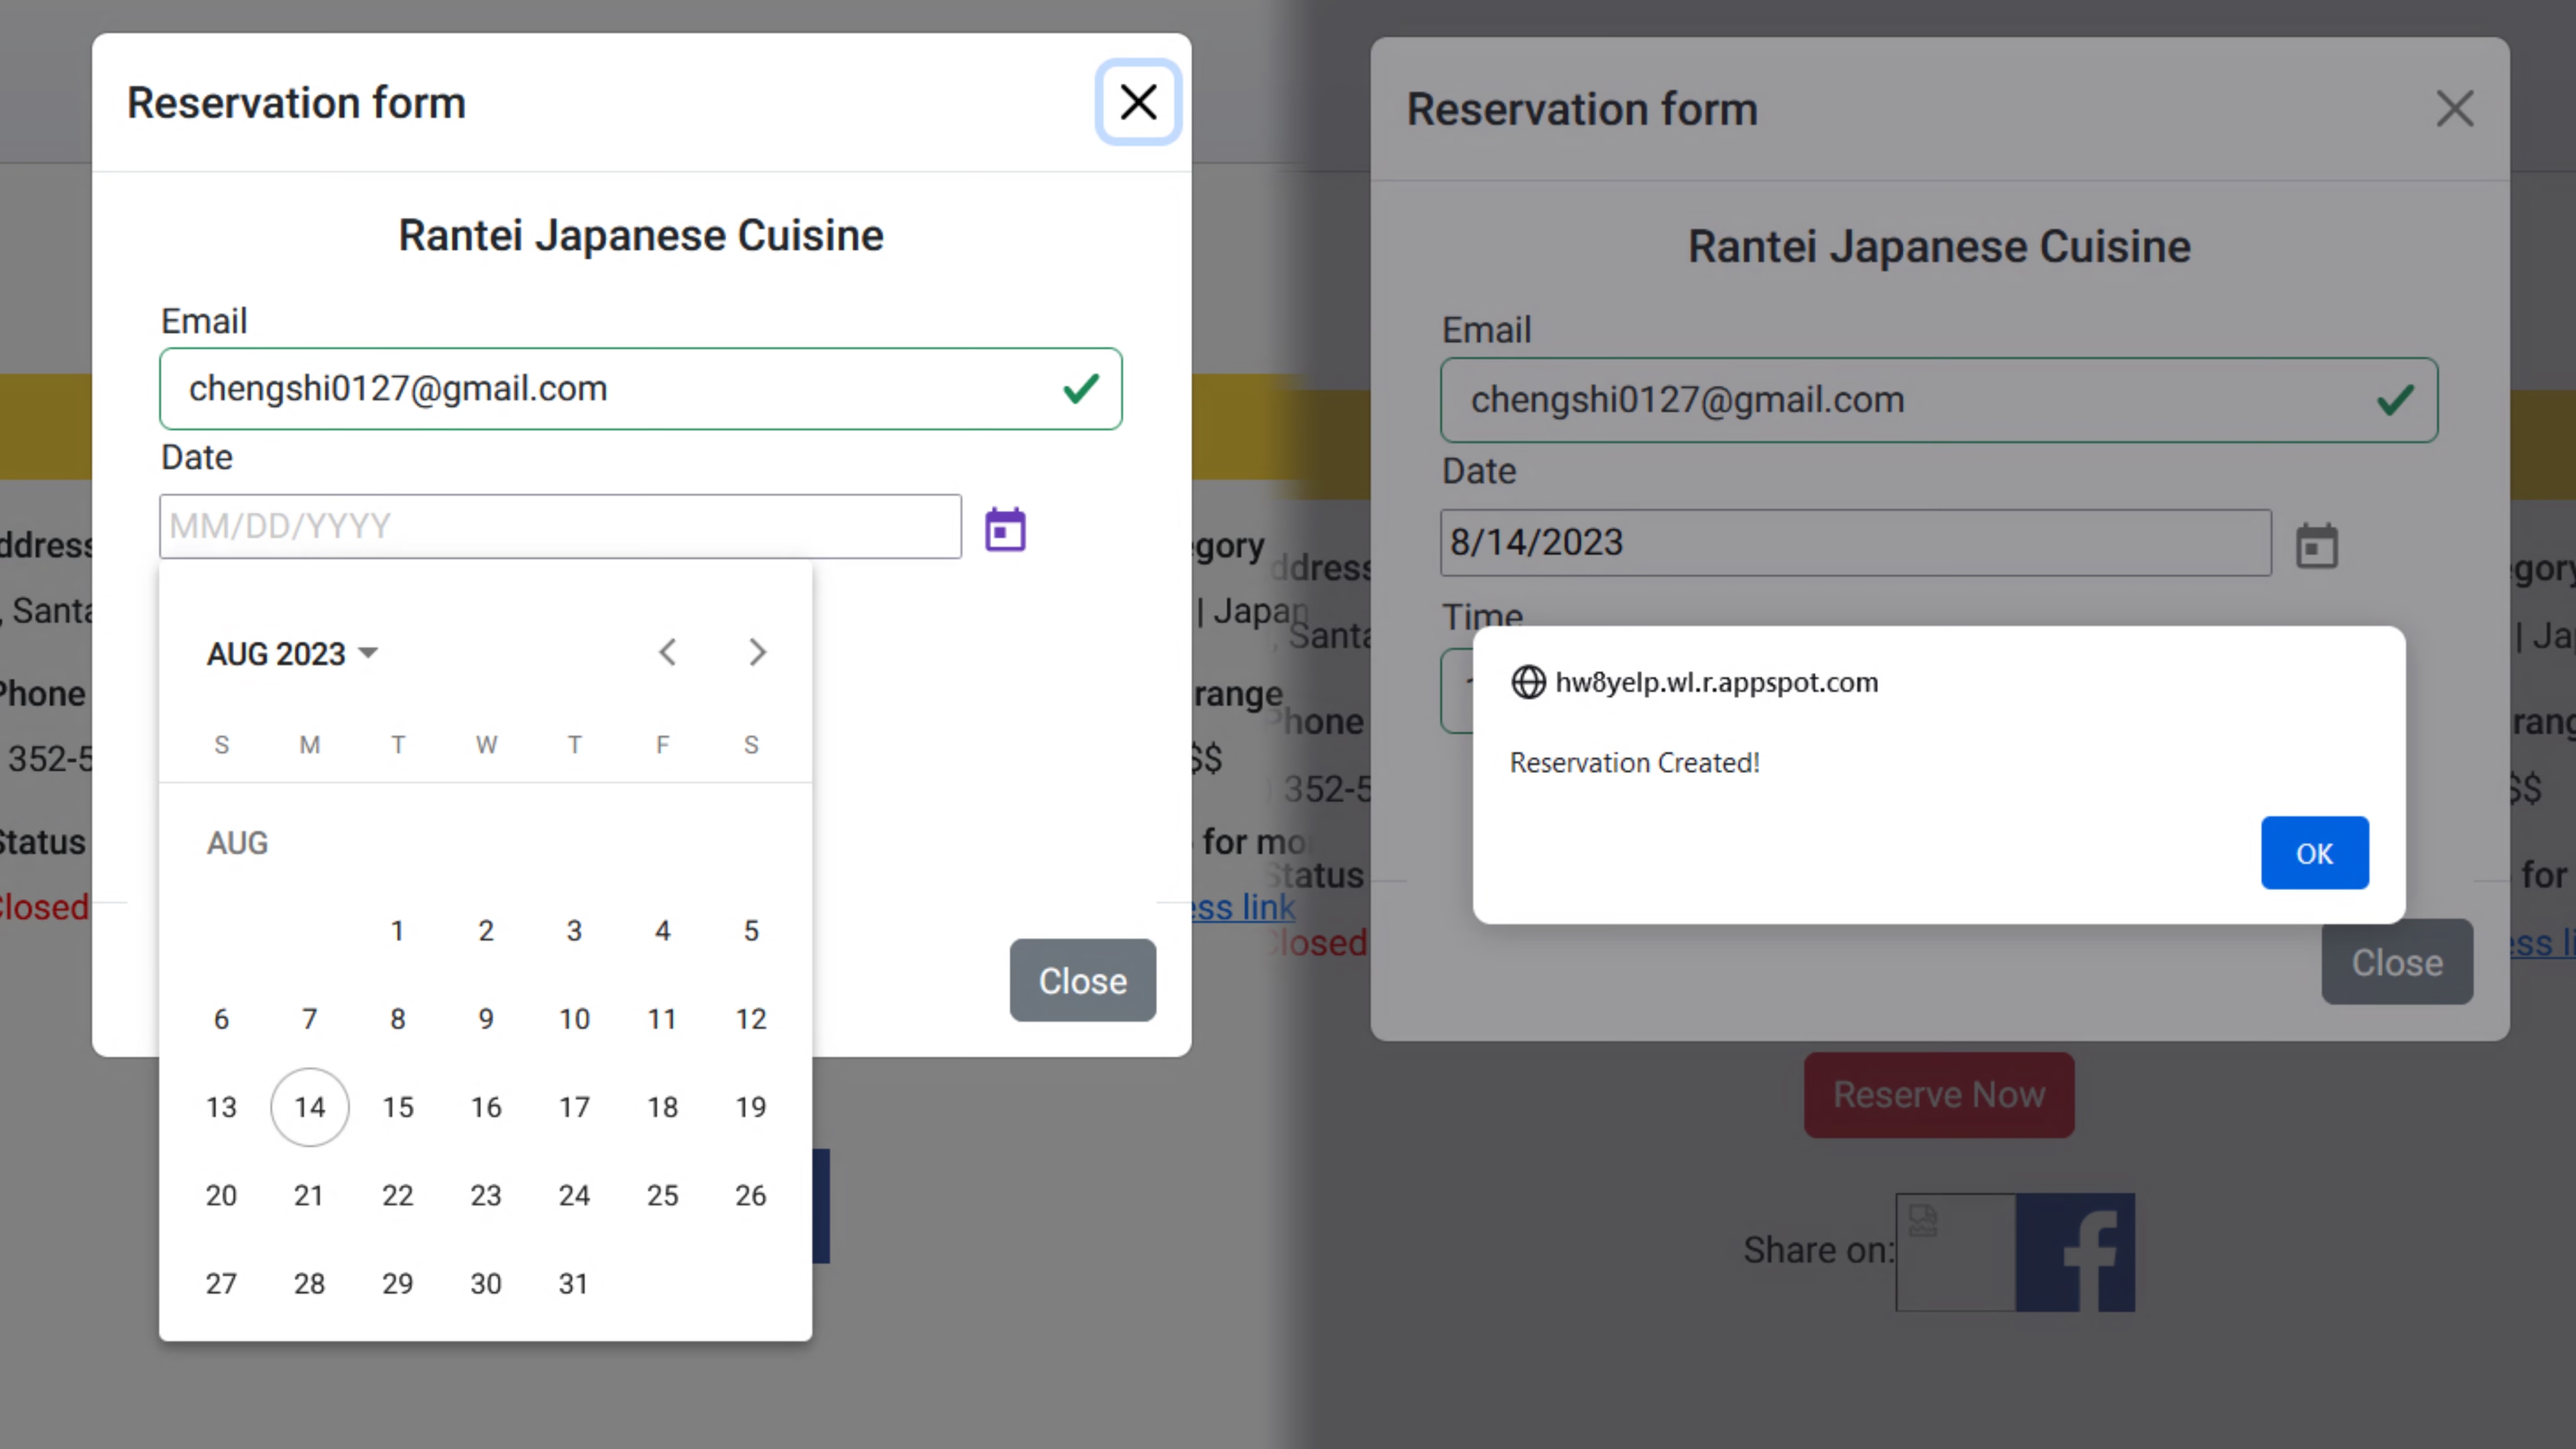 Reservation form
Rantei Japanese Cuisine
Email
chengshi0127@gmail.com
Date
MM/DD/YYYY
AUG 2023
S M T W T F S
AUG
1 2 3 4 5
6 7 8 9 10 11 12
13 14 15 16 17 18 19
20 21 22 23 24 25 26
27 28 29 30 31
Close
ddress
, Santa
Phone
352-5
Status
Closed
egory
| Japan
range
$$
for mo
ess link
Reservation form
Rantei Japanese Cuisine
Email
chengshi0127@gmail.com
Date
8/14/2023
Time
hw8yelp.wl.r.appspot.com
Reservation Created!
OK
Close
Reserve Now
Share on:
ddress
, Santa
Phone
352-5
Status
Closed
egory
| Ja
rang
$$
for
ess li